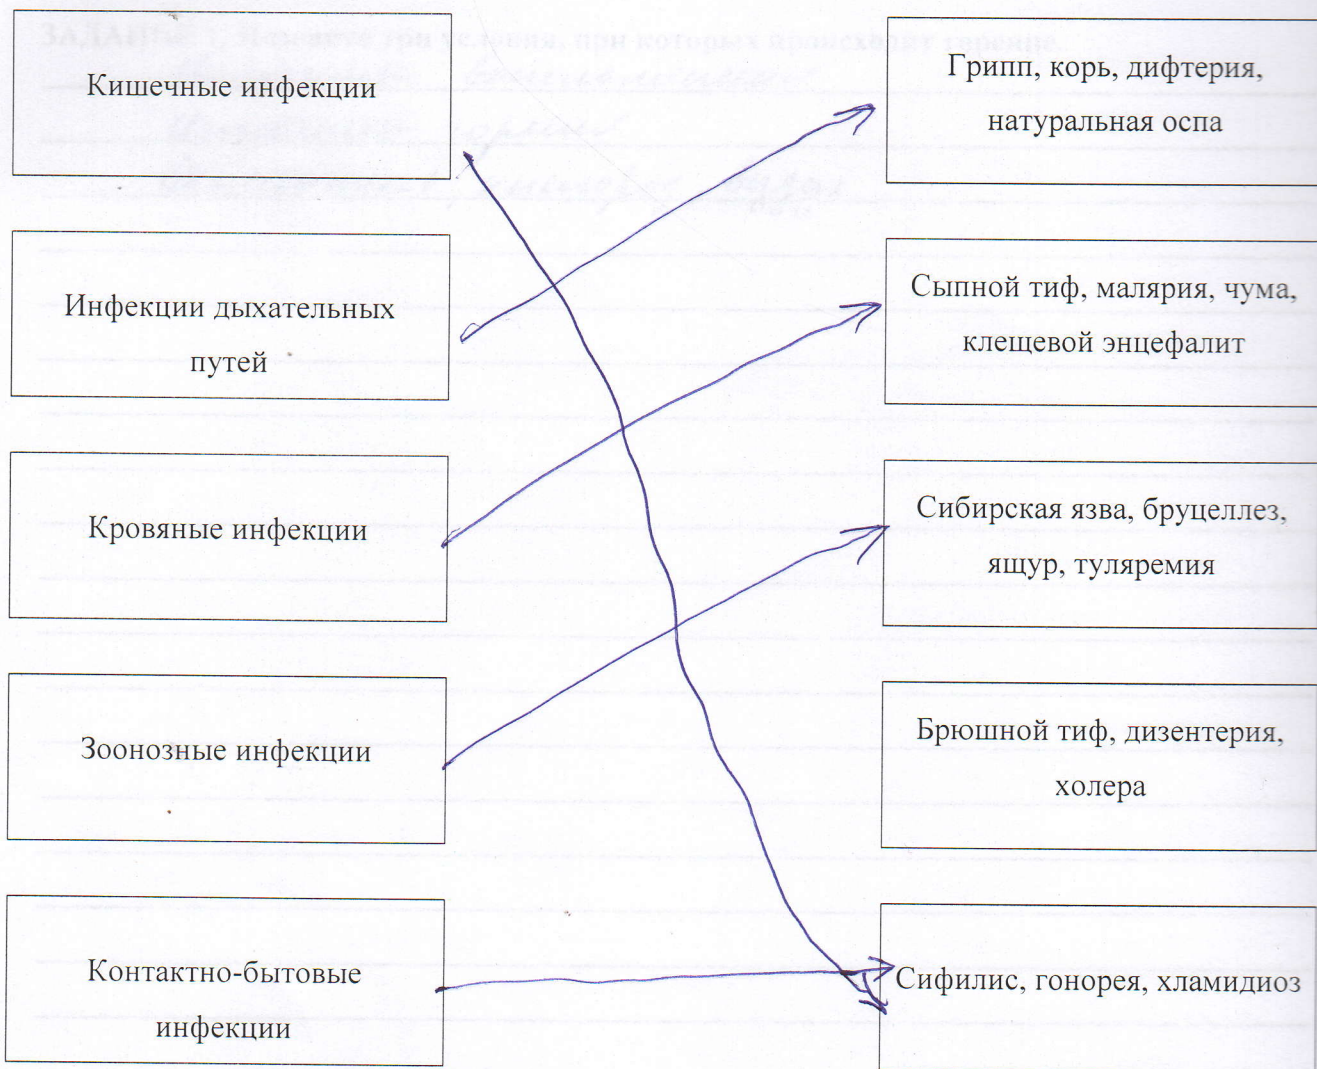 Кишечные инфекции
Грипп, корь, дифтерия,
натуральная оспа
Инфекции дыхательных
путей
Сыпной тиф, малярия, чума,
клещевой энцефалит
Кровяные инфекции
Сибирская язва, бруцеллез,
ящур, туляремия
Зоонозные инфекции
Брюшной тиф, дизентерия,
холера
Контактно-бытовые
инфекции
Сифилис, гонорея, хламидиоз